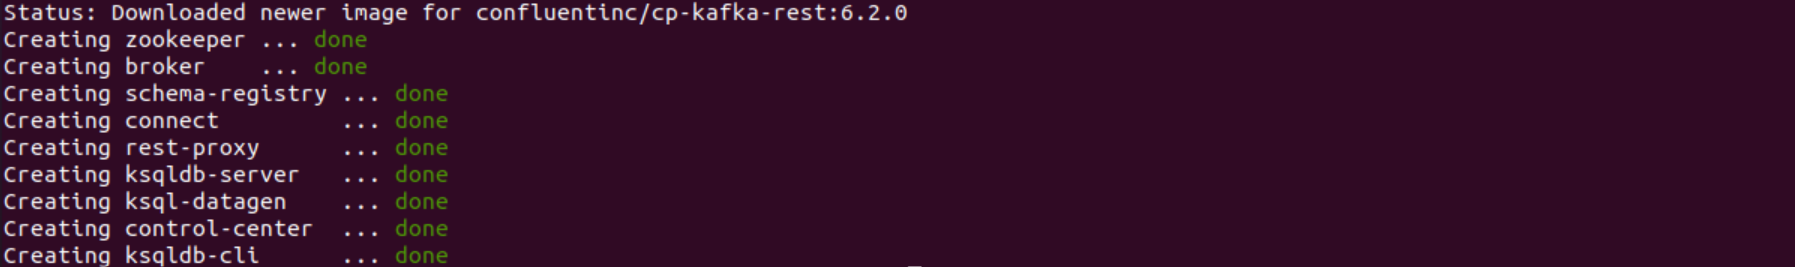 Status: Downloaded newer image for confluentinc/cp-kafka-rest:6.2.0
Creating zookeeper ... done
Creating broker    ... done
Creating schema-registry ... done
Creating connect         ... done
Creating rest-proxy      ... done
Creating ksqldb-server   ... done
Creating ksql-datagen    ... done
Creating control-center  ... done
Creating ksqldb-cli      ... done